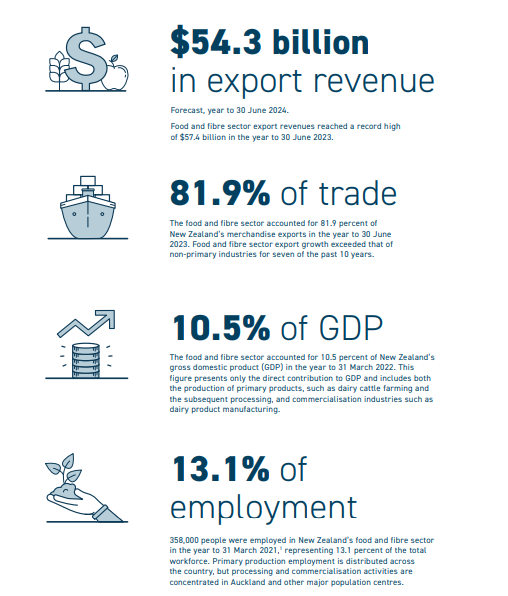 $54.3 billion
in export revenue
Forecast, year to 30 June 2024.
Food and fibre sector export revenues reached a record high
of $57.4 billion in the year to 30 June 2023.
81.9% of trade
The food and fibre sector accounted for 81.9 percent of
New Zealand's merchandise exports in the year to 30 June
2023. Food and fibre sector export growth exceeded that of
non-primary industries for seven of the past 10 years.
10.5% of GDP
The food and fibre sector accounted for 10.5 percent of New Zealand's
gross domestic product (GDP) in the year to 31 March 2022. This
figure presents only the direct contribution to GDP and includes both
the production of primary products, such as dairy cattle farming and
the subsequent processing, and commercialisation industries such as
dairy product manufacturing.
13.1% of
employment
358,000 people were employed in New Zealand's food and fibre sector
in the year to 31 March 2021,¹ representing 13.1 percent of the total
workforce. Primary production employment is distributed across
the country, but processing and commercialisation activities are
concentrated in Auckland and other major population centres.